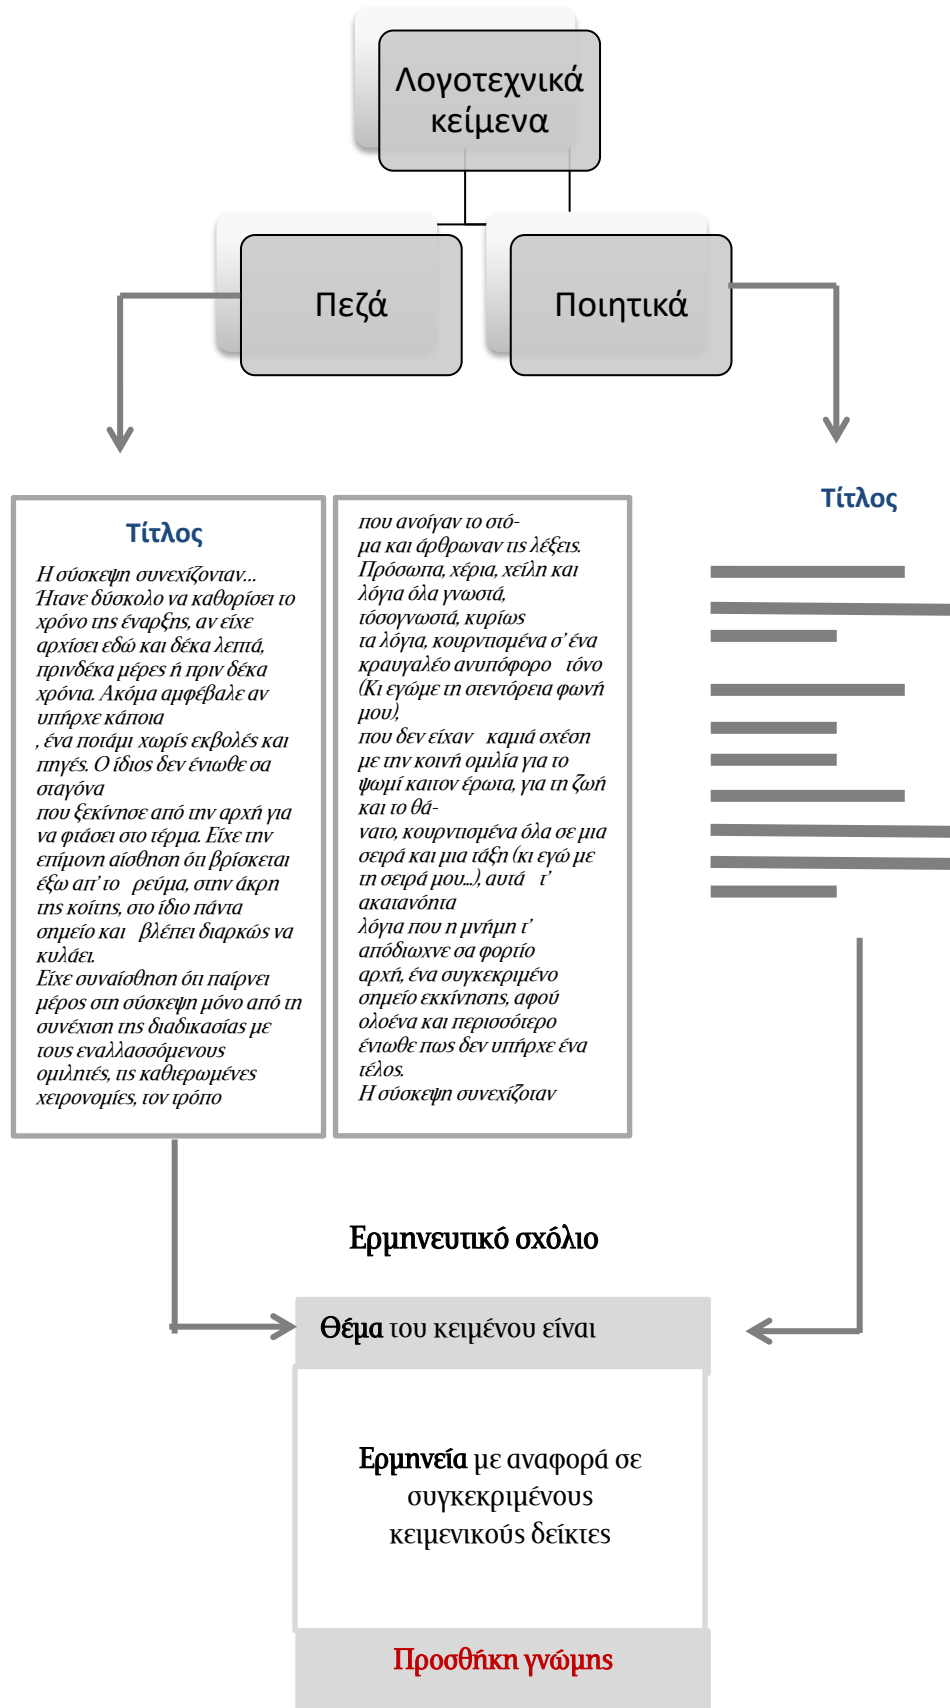 Λογοτεχνικά
κείμενα
Πεζά
Ποιητικά
Τίτλος
Η σύσκεψη συνεχίζονταν...
Ήτανε δύσκολο να καθορίσει το
χρόνο της έναρξης, αν είχε
αρχίσει εδώ και δέκα λεπτά,
πρινδέκα μέρες ή πριν δέκα
χρόνια. Ακόμα αμφέβαλε αν
υπήρχε κάποια
, ένα ποτάμι χωρίς εκβολές και
πηγές. Ο ίδιος δεν ένιωθε σα
σταγόνα
που ξεκίνησε από την αρχή για
να φτάσει στο τέρμα. Είχε την
επίμονη αίσθηση ότι βρίσκεται
έξω απ' το ρεύμα, στην άκρη
της κοίτης, στο ίδιο πάντα
σημείο και βλέπει διαρκώς να
κυλάει.
Είχε συναίσθηση ότι παίρνει
μέρος στη σύσκεψη μόνο από τη
συνέχιση της διαδικασίας με
τους εναλλασσόμενους
ομιλητές, τις καθιερωμένες
χειρονομίες, τον τρόπο
που ανοίγαν το στό-
μα και άρθρωναν τις λέξεις.
Πρόσωπα, χέρια, χείλη και
λόγια όλα γνωστά,
τόσογνωστά, κυρίως
τα λόγια, κουρντισμένα σ' ένα
κραυγαλέο ανυπόφορο τόνο
(Κι εγώμε τη στεντόρεια φωνή
μου),
που δεν είχαν καμιά σχέση
με την κοινή ομιλία για το
ψωμί καιτον έρωτα, για τη ζωή
και το θά-
νατο, κουρντισμένα όλα σε μια
σειρά και μια τάξη (κι εγώ με
τη σειρά μου...), αυτά τ'
ακατανόητα
λόγια που η μνήμη τ'
απόδιωχνε σα φορτίο
αρχή, ένα συγκεκριμένο
σημείο εκκίνησης, αφού
ολοένα και περισσότερο
ένιωθε πως δεν υπήρχε ένα
τέλος.
Η σύσκεψη συνεχίζοταν
Τίτλος
Ερμηνευτικό σχόλιο
Θέμα του κειμένου είναι
Ερμηνεία με αναφορά σε
συγκεκριμένους
κειμενικούς δείκτες
Προσθήκη γνώμης